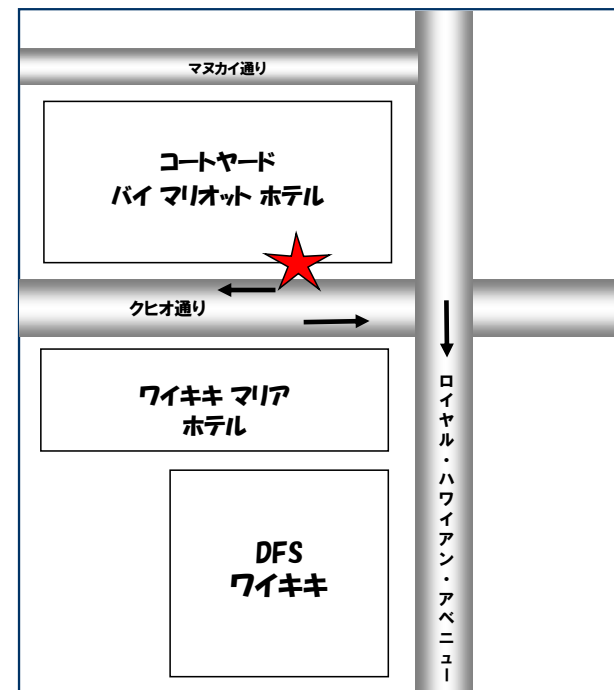 マヌカイ通り
コートヤード
バイ マリオット ホテル
クヒオ通り
ワイキキ マリア
ホテル
ロイヤル・ハワイアン・アベニュー
DFS
ワイキキ